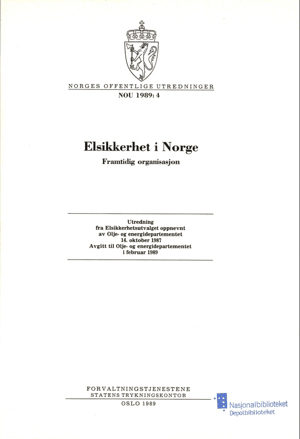 NORGES OFFENTLIGE UTREDNINGER
NOU 1989: 4
Elsikkerhet i Norge
Framtidig organisasjon
Utredning
fra Elsikkerhetsutvalget oppnevnt
av Olje- og energidepartementet
14. oktober 1987
Avgitt til Olje- og energidepartementet
i februar 1989
FORVALTNINGSTJENESTENE
STATENS TRYKNINGSKONTOR
OSLO 1989
Nasjonalbiblioteket
Depotbiblioteket